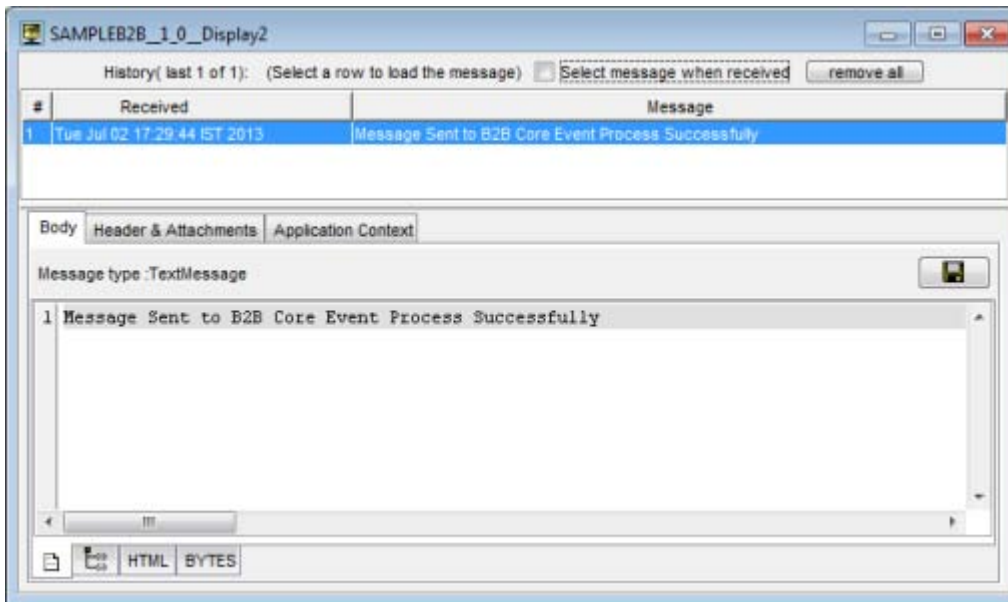 SAMPLEB2B__1_0__Display2
History( last 1 of 1): (Select a row to load the message) Select message when received remove all
# Received Message
1 Tue Jul 02 17:29:44 IST 2013 Message Sent to B2B Core Event Process Successfully
Body Header & Attachments Application Context
Message type :TextMessage
1 Message Sent to B2B Core Event Process Successfully
HTML BYTES